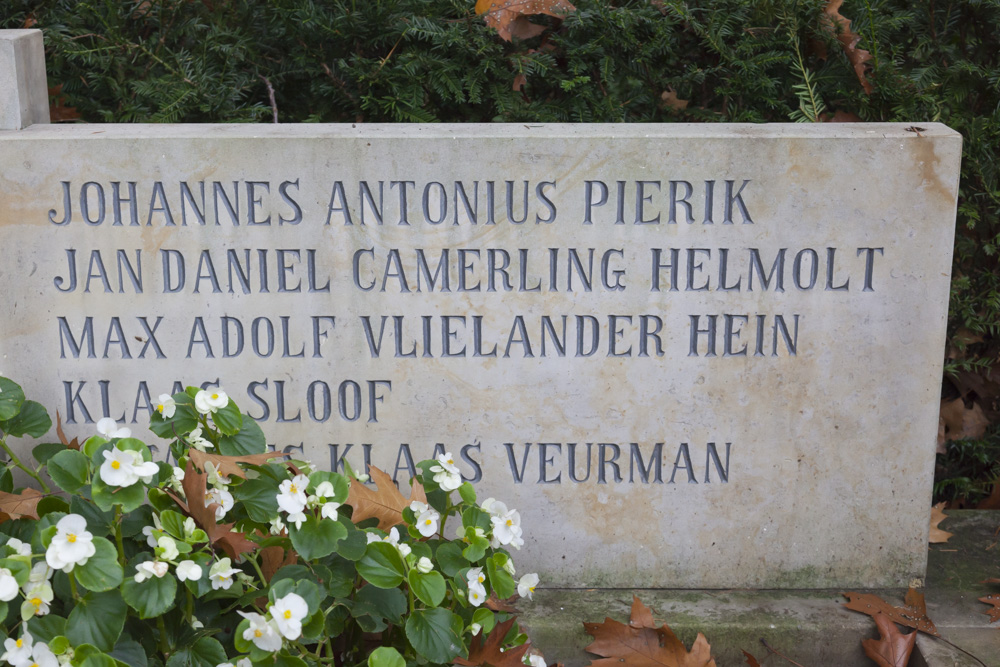 JOHANNES ANTONIUS PIERIK
JAN DANIEL CAMERLING HELMOLT
MAX ADOLF VLIELANDER HEIN
KLAAS SLOOF
KLAAS VEURMAN